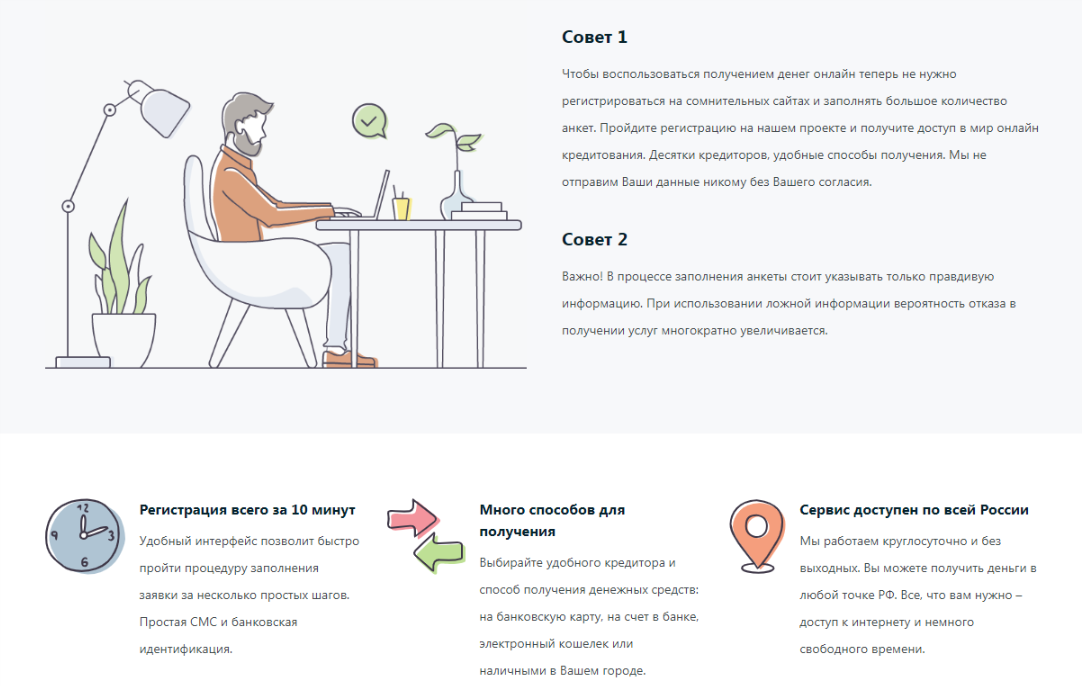 Совет 1
Чтобы воспользоваться получением денег онлайн теперь не нужно
регистрироваться на сомнительных сайтах и заполнять большое количество
анкет. Пройдите регистрацию на нашем проекте и получите доступ в мир онлайн
кредитования. Десятки кредиторов, удобные способы получения. Мы не
отправим Ваши данные никому без Вашего согласия.
Совет 2
Важно! В процессе заполнения анкеты стоит указывать только правдивую
информацию. При использовании ложной информации вероятность отказа в
получении услуг многократно увеличивается.
12
9 3
6
Регистрация всего за 10 минут
Удобный интерфейс позволит быстро
пройти процедуру заполнения
заявки за несколько простых шагов.
Простая СМС и банковская
идентификация.
Много способов для
получения
Выбирайте удобного кредитора и
способ получения денежных средств:
на банковскую карту, на счет в банке,
электронный кошелек или
наличными в Вашем городе.
Сервис доступен по всей России
Мы работаем круглосуточно и без
выходных. Вы можете получить деньги в
любой точке РФ. Все, что вам нужно –
доступ к интернету и немного
свободного времени.